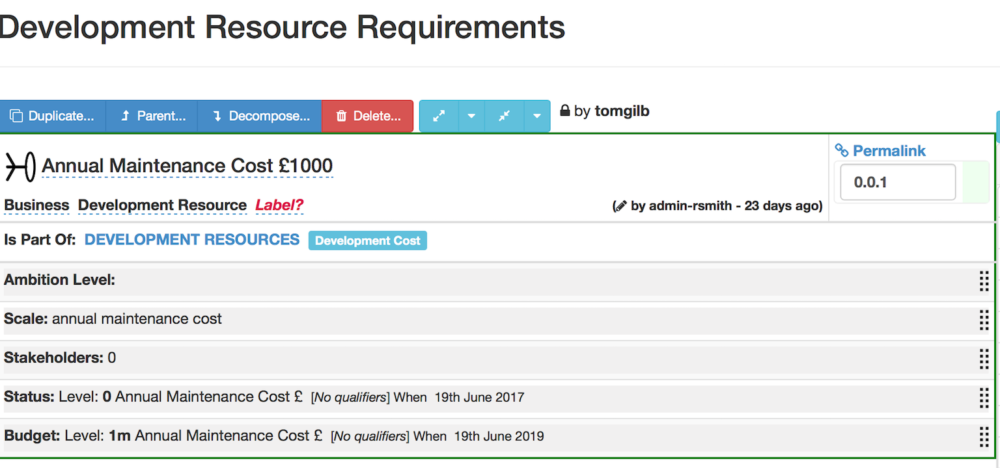 Development Resource Requirements
Duplicate... Parent... Decompose... Delete... by tomgilb
Annual Maintenance Cost £1000
Permalink
0.0.1
Business Development Resource Label? ( by admin-rsmith - 23 days ago)
Is Part Of: DEVELOPMENT RESOURCES Development Cost
Ambition Level:
Scale: annual maintenance cost
Stakeholders: 0
Status: Level: 0 Annual Maintenance Cost £ [No qualifiers] When 19th June 2017
Budget: Level: 1m Annual Maintenance Cost £ [No qualifiers] When 19th June 2019